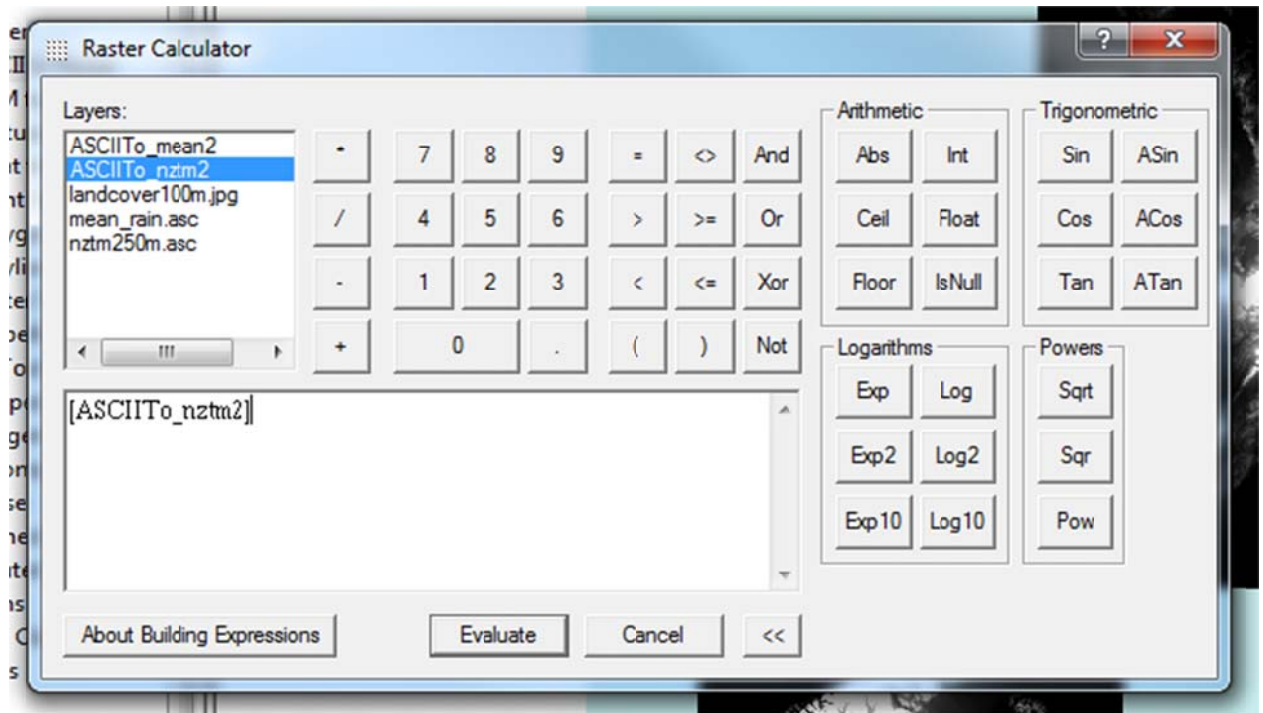 Raster Calculator
?
X
Layers:
ASCIITo_mean2
ASCIITo_nztm2
landcover100m.jpg
mean_rain.asc
nztm250m.asc
* 7 8 9 = <> And
/ 4 5 6 > >= Or
- 1 2 3 < <= Xor
+ 0 . ( ) Not
Arithmetic
Abs Int
Ceil Float
Floor IsNull
Trigonometric
Sin ASin
Cos ACos
Tan ATan
Logarithms
Exp Log
Exp2 Log2
Exp10 Log10
Powers
Sqrt
Sqr
Pow
[ASCIITo_nztm2]
About Building Expressions Evaluate Cancel <<